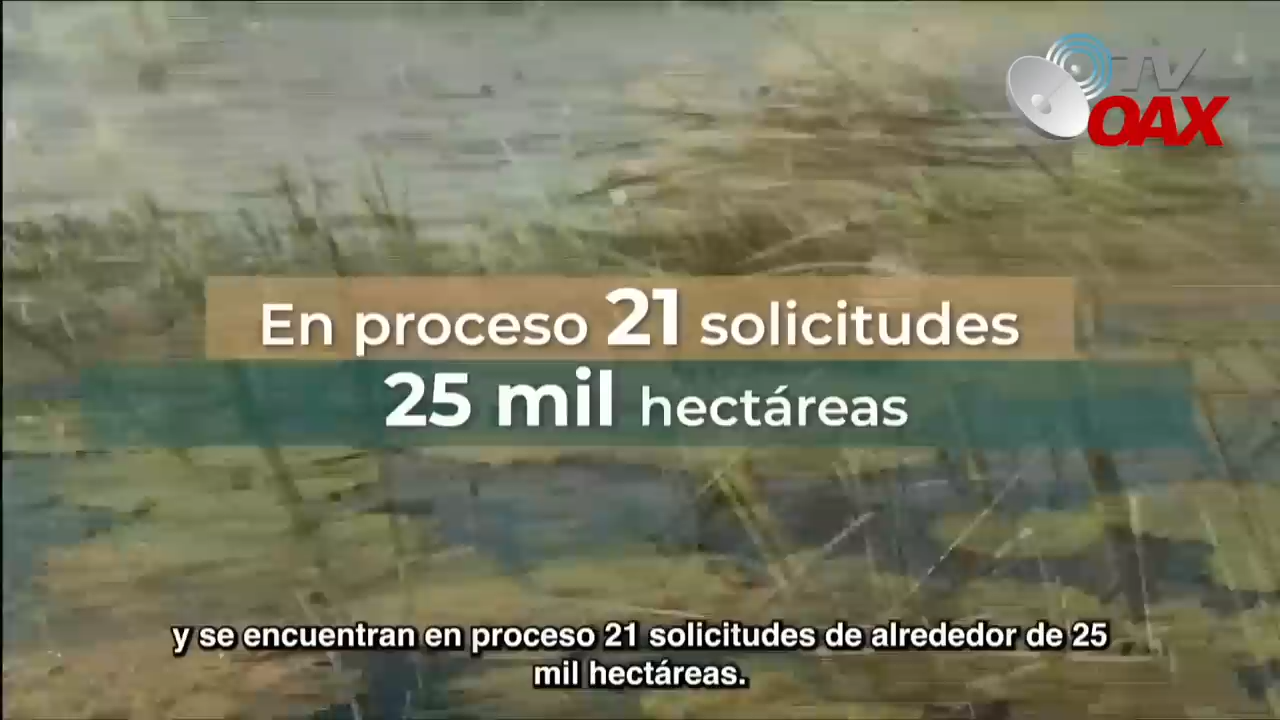 TV
OAX
En proceso 21 solicitudes
25 mil hectáreas
y se encuentran en proceso 21 solicitudes de alrededor de 25
mil hectáreas.